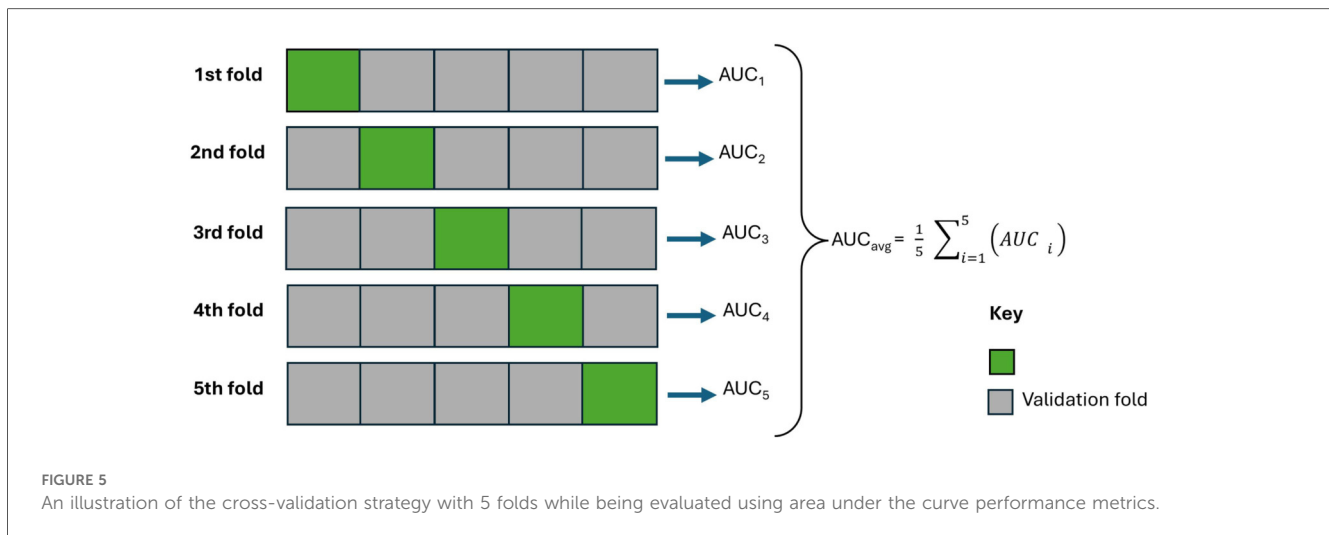 1st fold
AUC1
2nd fold
AUC2
3rd fold
AUC3
AUCavg = 1/5 ∑5i=1 (AUC i)
4th fold
AUC4
Key
5th fold
AUC5
Validation fold
FIGURE 5
An illustration of the cross-validation strategy with 5 folds while being evaluated using area under the curve performance metrics.